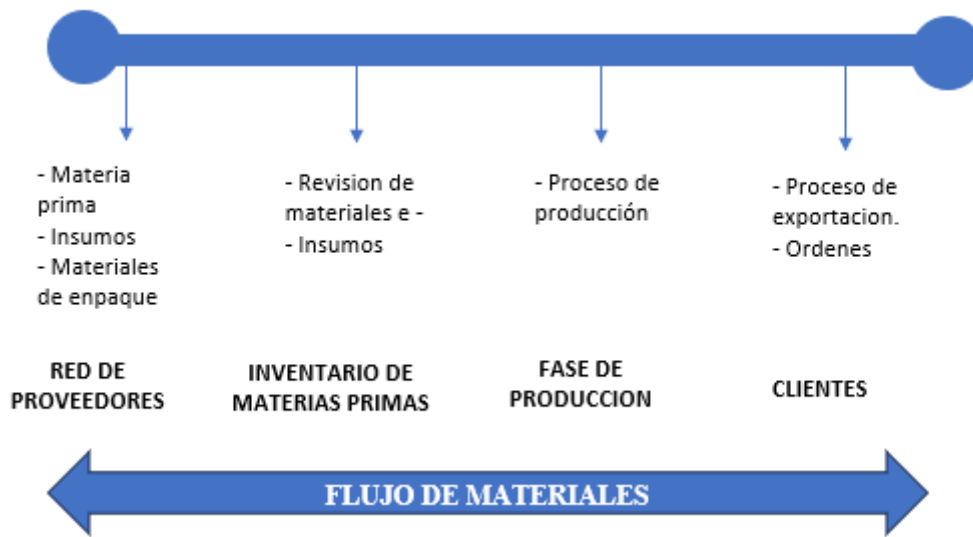 - Materia
prima
- Insumos
- Materiales
de enpaque
- Revision de
materiales e -
- Insumos
- Proceso de
producción
- Proceso de
exportacion.
- Ordenes
RED DE
PROVEEDORES
INVENTARIO DE
MATERIAS PRIMAS
FASE DE
PRODUCCION
CLIENTES
FLUJO DE MATERIALES